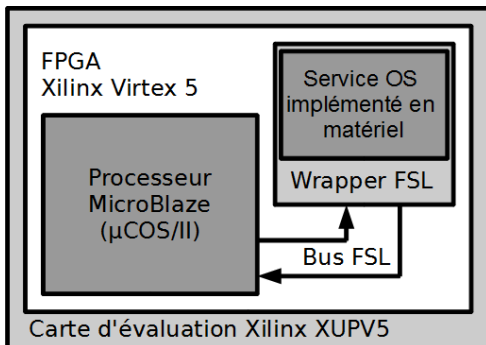 FPGA
Xilinx Virtex 5
Service OS
implémenté en
matériel
Wrapper FSL
Processeur
MicroBlaze
(µCOS/II)
Bus FSL
Carte d'évaluation Xilinx XUPV5